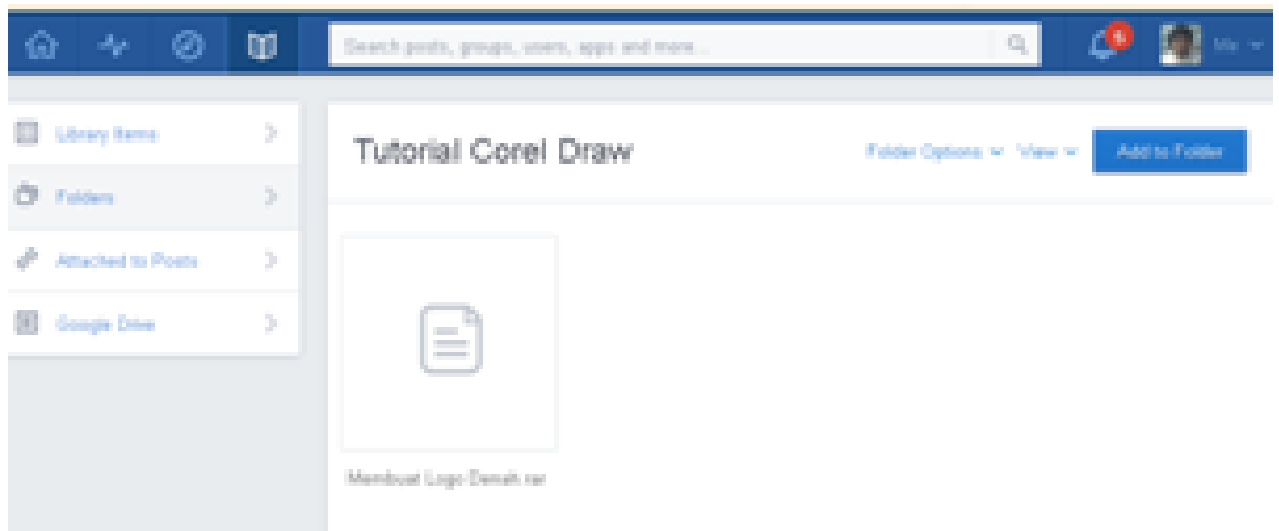 Search posts, groups, users, apps and more...
Me
Library Items
Folders
Attached to Posts
Google Drive
Tutorial Corel Draw
Folder Options
View
Add to Folder
Membuat Logo Denah rar